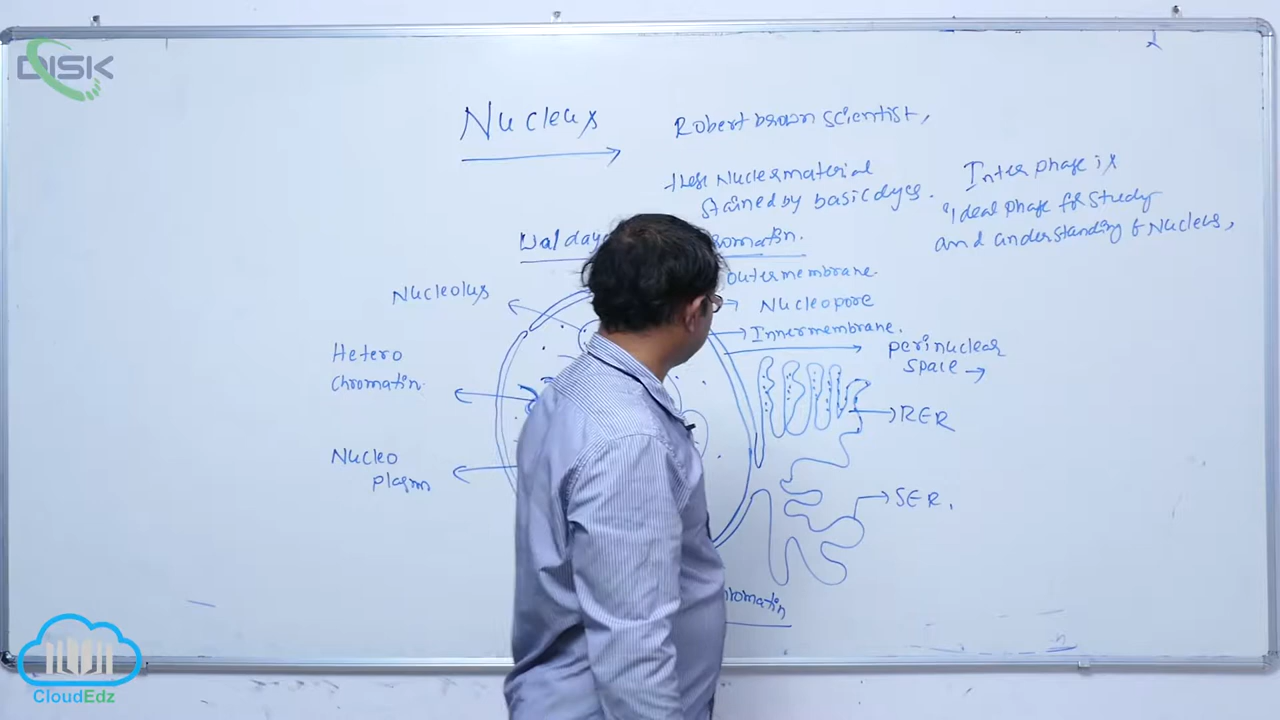 DISK
Nucleus
Robert brown scientist,
these Nuclear material
stained by basic dyes.
Inter phase is
Ideal phase for study
and understanding of Nucleus,
outer membrane.
Nucleopore
Inner membrane.
perinuclear
space
Nucleolus
Hetero
chromatin.
RER
Nucleo
plasm
SER.
CloudEdz